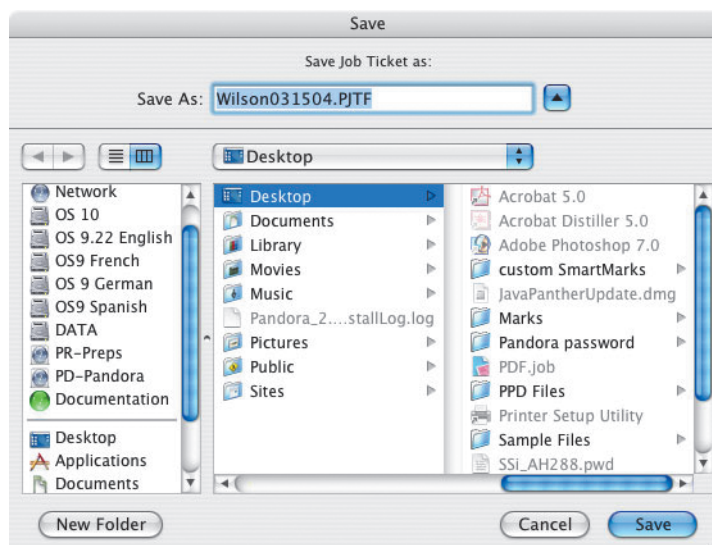 Save
Save Job Ticket as:
Save As: Wilson031504.PJTF
Desktop
Network
OS 10
OS 9.22 English
OS9 French
OS 9 German
OS9 Spanish
DATA
PR-Preps
PD-Pandora
Documentation
Desktop
Applications
Documents
Desktop
Documents
Library
Movies
Music
Pandora_2....stallLog.log
Pictures
Public
Sites
Acrobat 5.0
Acrobat Distiller 5.0
Adobe Photoshop 7.0
custom SmartMarks
JavaPantherUpdate.dmg
Marks
Pandora password
PDF.job
PPD Files
Printer Setup Utility
Sample Files
SSi_AH288.pwd
New Folder
Cancel
Save